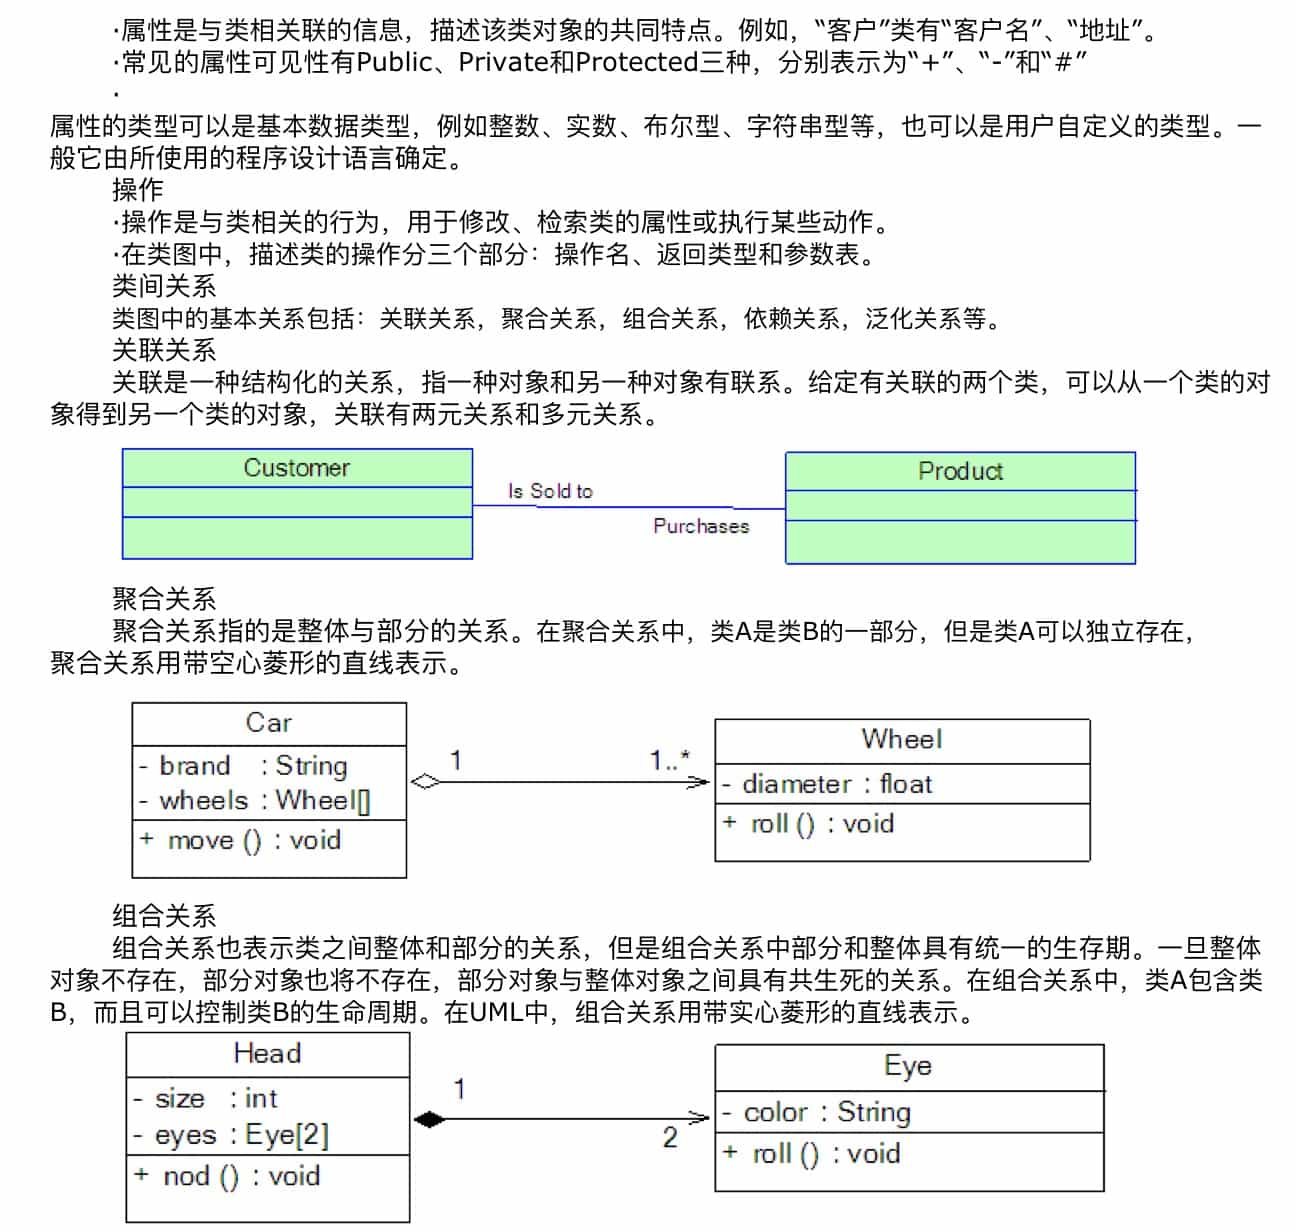 ·属性是与类相关联的信息，描述该类对象的共同特点。例如，“客户”类有“客户名”、“地址”。
·常见的属性可见性有Public、Private和Protected三种，分别表示为“+”、“-”和“#”
·
属性的类型可以是基本数据类型，例如整数、实数、布尔型、字符串型等，也可以是用户自定义的类型。一
般它由所使用的程序设计语言确定。
操作
·操作是与类相关的行为，用于修改、检索类的属性或执行某些动作。
·在类图中，描述类的操作分三个部分：操作名、返回类型和参数表。
类间关系
类图中的基本关系包括：关联关系，聚合关系，组合关系，依赖关系，泛化关系等。
关联关系
关联是一种结构化的关系，指一种对象和另一种对象有联系。给定有关联的两个类，可以从一个类的对
象得到另一个类的对象，关联有两元关系和多元关系。
Customer
Is Sold to
Purchases
Product
聚合关系
聚合关系指的是整体与部分的关系。在聚合关系中，类A是类B的一部分，但是类A可以独立存在，
聚合关系用带空心菱形的直线表示。
Car
- brand : String
- wheels : Wheel[]
+ move () : void
1
1..*
Wheel
- diameter : float
+ roll () : void
组合关系
组合关系也表示类之间整体和部分的关系，但是组合关系中部分和整体具有统一的生存期。一旦整体
对象不存在，部分对象也将不存在，部分对象与整体对象之间具有共生死的关系。在组合关系中，类A包含类
B，而且可以控制类B的生命周期。在UML中，组合关系用带实心菱形的直线表示。
Head
- size : int
- eyes : Eye[2]
+ nod () : void
1
2
Eye
- color : String
+ roll () : void